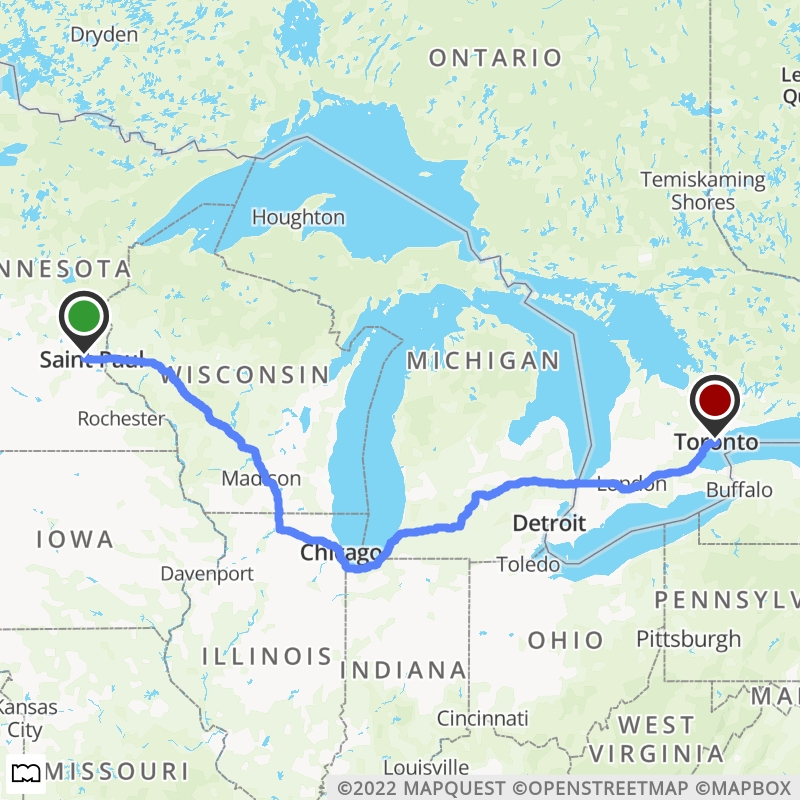 Dryden
ONTARIO
Le
Qu
Temiskaming
Shores
Houghton
NNESOTA
Saint Paul
WISCONSIN
MICHIGAN
Rochester
Toronto
Madison
London
Buffalo
Detroit
IOWA
Chicago
Toledo
Davenport
PENNSYLV
ILLINOIS
INDIANA
OHIO
Pittsburgh
MA
Kansas
City
Cincinnati
WEST
VIRGINIA
MISSOURI
Louisville
©2022 MAPQUEST ©OPENSTREETMAP ©MAPBOX